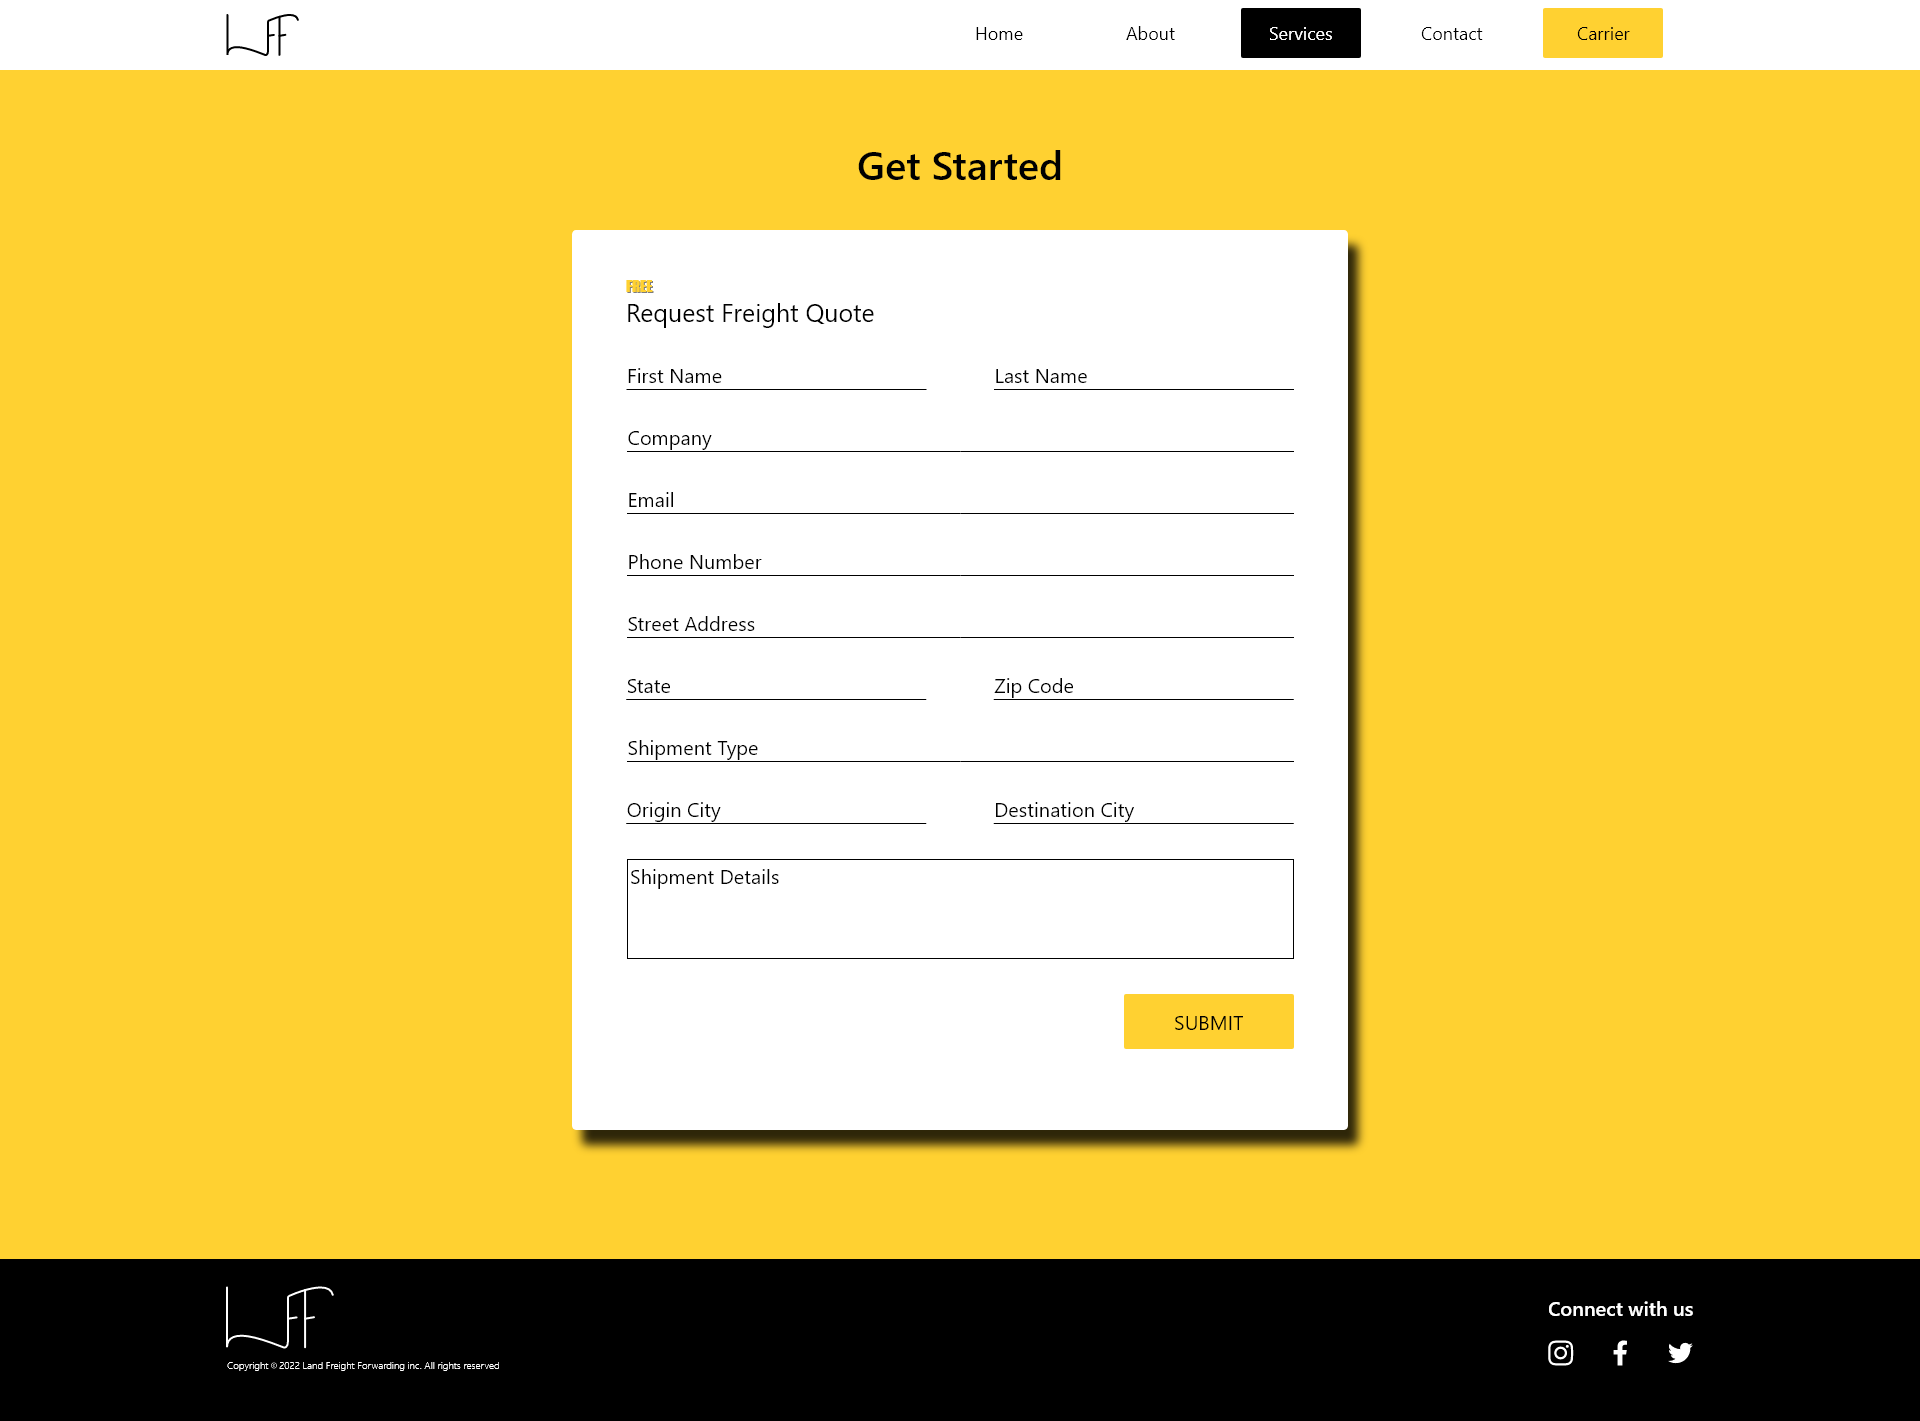 LFF
Home About Services Contact Carrier
Get Started
FREE
Request Freight Quote
First Name Last Name
Company
Email
Phone Number
Street Address
State Zip Code
Shipment Type
Origin City Destination City
Shipment Details
SUBMIT
LFF
Connect with us
Copyright © 2022 Land Freight Forwarding inc. All rights reserved